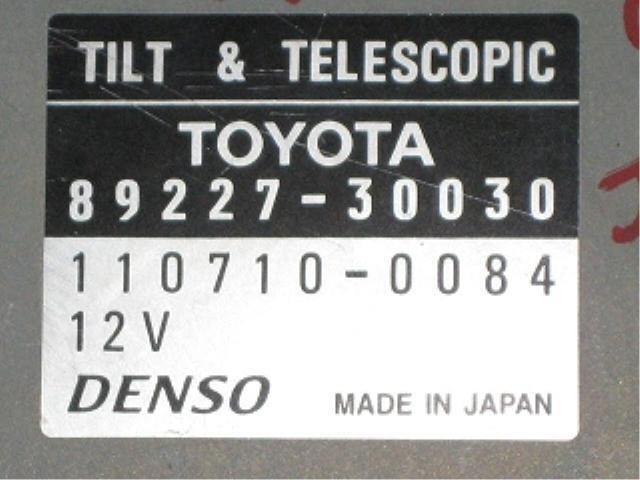 TILT & TELESCOPIC
TOYOTA
89227-30030
110710-0084
12V
DENSO
MADE IN JAPAN